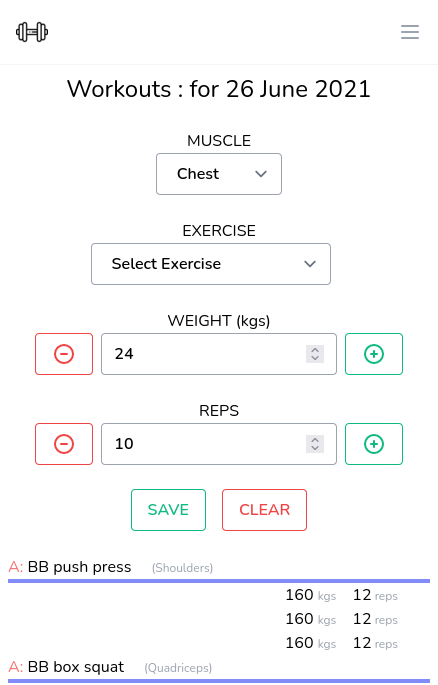 Workouts : for 26 June 2021
MUSCLE
Chest
EXERCISE
Select Exercise
WEIGHT (kgs)
24
REPS
10
SAVE CLEAR
A: BB push press (Shoulders)
160 kgs 12 reps
160 kgs 12 reps
160 kgs 12 reps
A: BB box squat (Quadriceps)